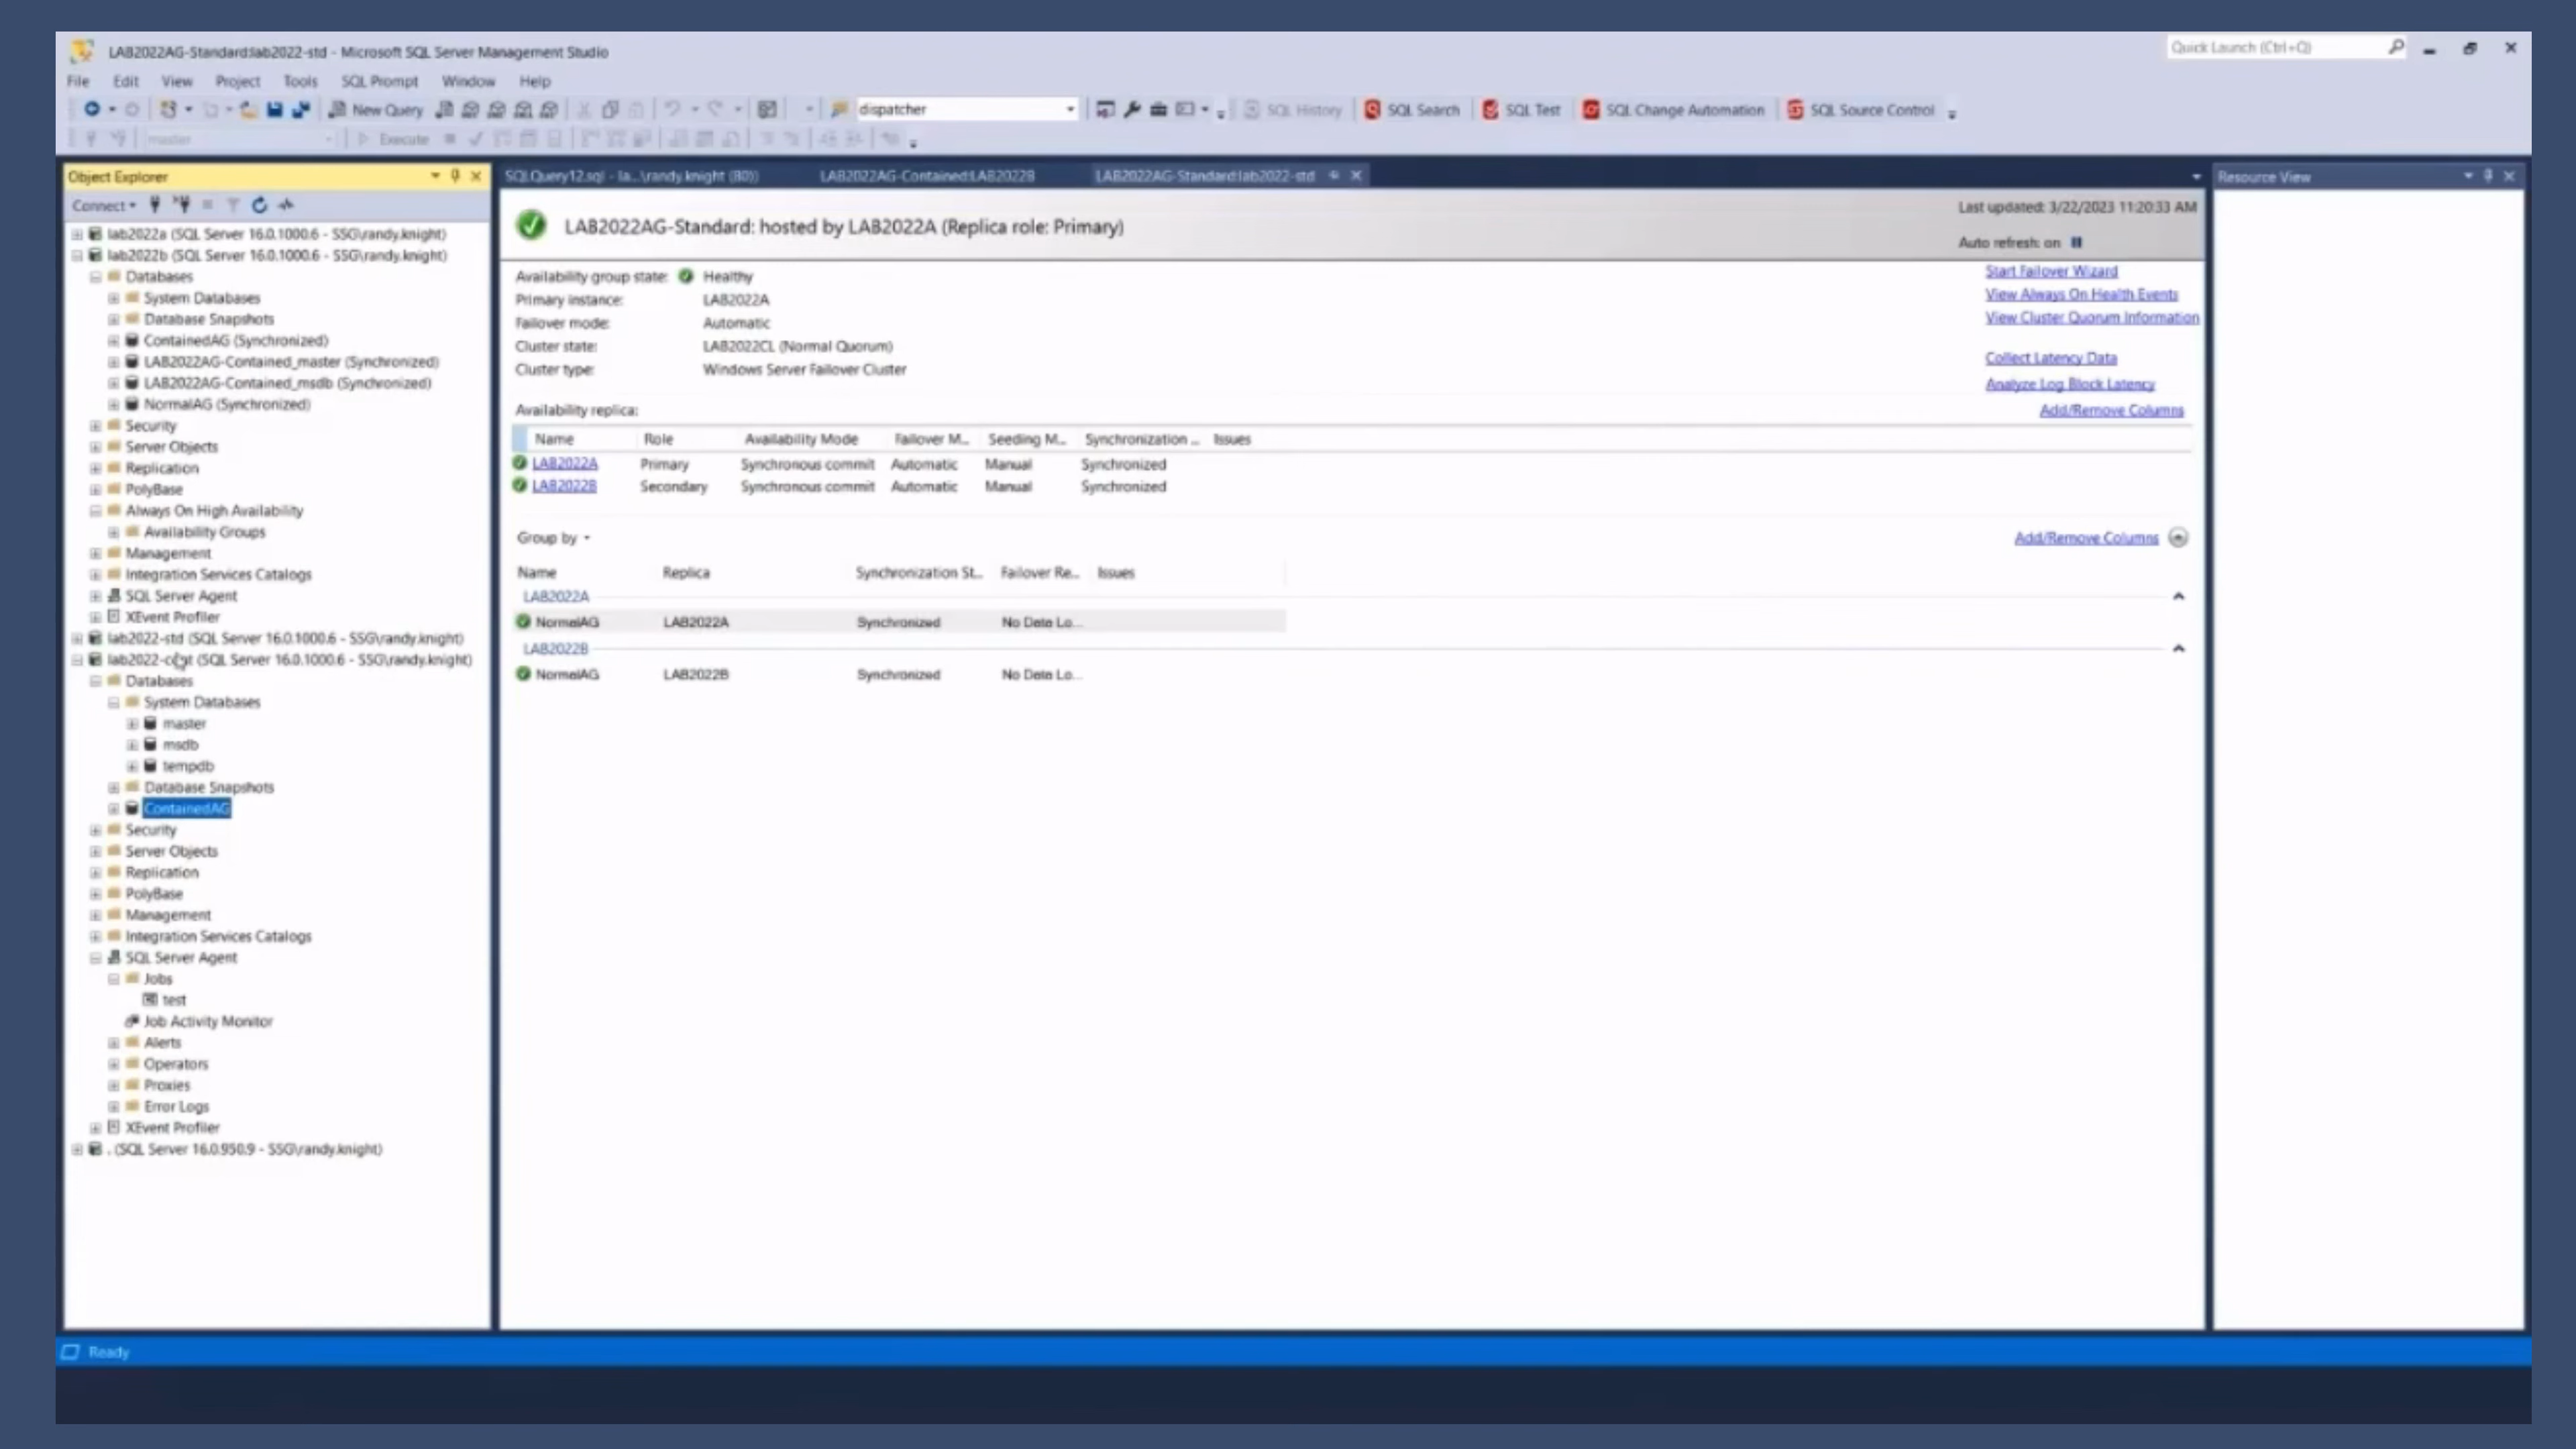 LAB2022AG-Standard:lab2022-std - Microsoft SQL Server Management Studio
Quick Launch (Ctrl+Q)
File Edit View Project Tools SQL Prompt Window Help
New Query dispatcher SQL History SQL Search SQL Test SQL Change Automation SQL Source Control
master Execute
Object Explorer
Connect
lab2022a (SQL Server 16.0.1000.6 - SSG\randy.knight)
lab2022b (SQL Server 16.0.1000.6 - SSG\randy.knight)
Databases
System Databases
Database Snapshots
ContainedAG (Synchronized)
LAB2022AG-Contained_master (Synchronized)
LAB2022AG-Contained_msdb (Synchronized)
NormalAG (Synchronized)
Security
Server Objects
Replication
PolyBase
Always On High Availability
Availability Groups
Management
Integration Services Catalogs
SQL Server Agent
XEvent Profiler
lab2022-std (SQL Server 16.0.1000.6 - SSG\randy.knight)
(SQL Server 16.0.1000.6 - SSG\randy.knight)
Databases
System Databases
master
msdb
tempdb
Database Snapshots
ContainedAG
Security
Server Objects
Replication
PolyBase
Management
Integration Services Catalogs
SQL Server Agent
Jobs
test
Job Activity Monitor
Alerts
Operators
Proxies
Error Logs
XEvent Profiler
. (SQL Server 16.0.950.9 - SSG\randy.knight)
SQLQuery12.sql - la...\randy.knight (80)) LAB2022AG-Contained:LAB2022B LAB2022AG-Standard:lab2022-std
LAB2022AG-Standard: hosted by LAB2022A (Replica role: Primary)
Last updated: 3/22/2023 11:20:33 AM
Auto refresh: on
Availability group state: Healthy
Primary instance: LAB2022A
Failover mode: Automatic
Cluster state: LAB2022CL (Normal Quorum)
Cluster type: Windows Server Failover Cluster
Start Failover Wizard
View Always On Health Events
View Cluster Quorum Information
Collect Latency Data
Analyze Log Block Latency
Availability replica:
Add/Remove Columns
Name Role Availability Mode Failover M... Seeding M... Synchronization ... Issues
LAB2022A Primary Synchronous commit Automatic Manual Synchronized
LAB2022B Secondary Synchronous commit Automatic Manual Synchronized
Group by
Add/Remove Columns
Name Replica Synchronization St... Failover Re... Issues
LAB2022A
NormalAG LAB2022A Synchronized No Data Lo...
LAB2022B
NormalAG LAB2022B Synchronized No Data Lo...
Resource View
Ready